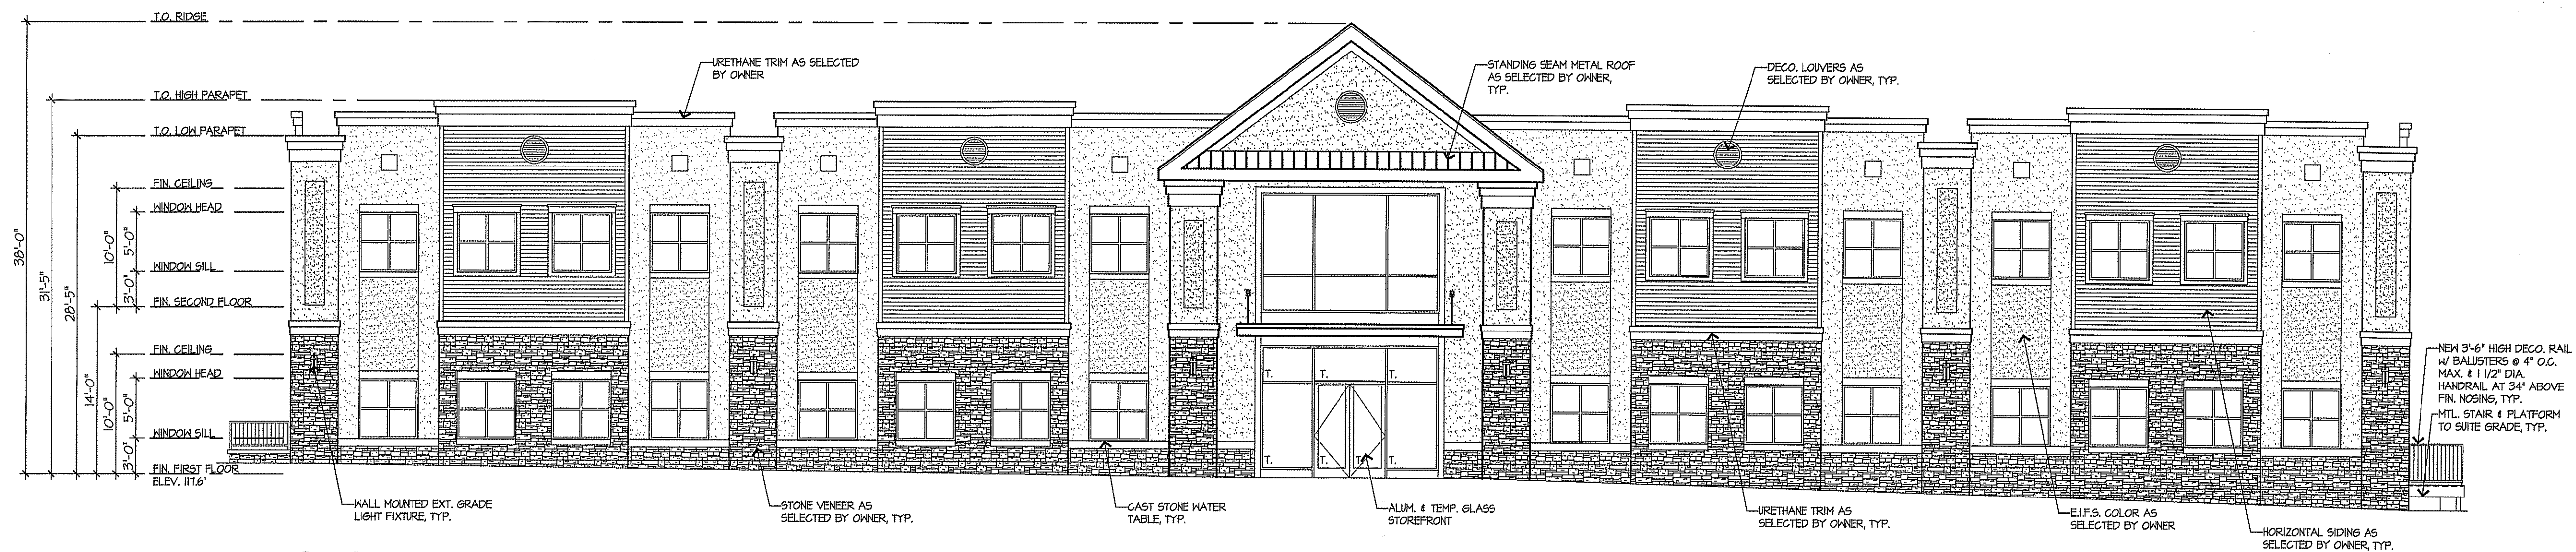 T.O. RIDGE
T.O. HIGH PARAPET
T.O. LOW PARAPET
FIN. CEILING
WINDOW HEAD
WINDOW SILL
FIN. SECOND FLOOR
FIN. CEILING
WINDOW HEAD
WINDOW SILL
FIN. FIRST FLOOR
ELEV. 117.6'
38'-0"
31'-5"
28'-5"
14'-0"
10'-0"
5'-0"
3'-0"
10'-0"
5'-0"
3'-0"
URETHANE TRIM AS SELECTED
BY OWNER
STANDING SEAM METAL ROOF
AS SELECTED BY OWNER,
TYP.
DECO. LOUVERS AS
SELECTED BY OWNER, TYP.
T.
T.
T.
T.
T.
T.
T.
NEW 3'-6" HIGH DECO. RAIL
W/ BALUSTERS @ 4" O.C.
MAX. & 1 1/2" DIA.
HANDRAIL AT 34" ABOVE
FIN. NOSING, TYP.
MTL. STAIR & PLATFORM
TO SUITE GRADE, TYP.
WALL MOUNTED EXT. GRADE
LIGHT FIXTURE, TYP.
STONE VENEER AS
SELECTED BY OWNER, TYP.
CAST STONE WATER
TABLE, TYP.
ALUM. & TEMP. GLASS
STOREFRONT
URETHANE TRIM AS
SELECTED BY OWNER, TYP.
E.I.F.S. COLOR AS
SELECTED BY OWNER
HORIZONTAL SIDING AS
SELECTED BY OWNER, TYP.